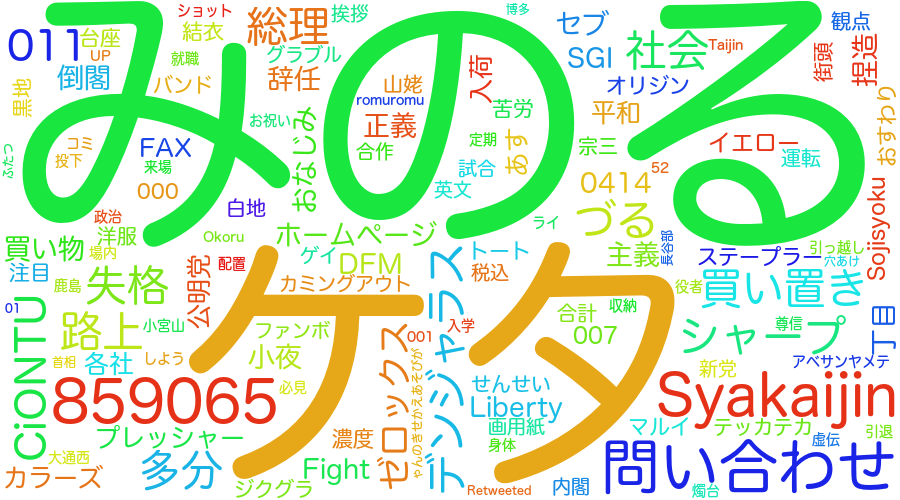 みのる
ケタ
ショット
挨拶
博多
総理
結衣
グラブル
就職
台座
UP
011
倒閣
バンド
辞任
山姥
romuromu
黒地
お祝い
正義
入荷
苦労
定期
合作
FAX
コミ
投下
来場
ふたつ
000
おなじみ
試合
英文
あす
セブ
SGI
社会
Taijin
観点
街頭
捏造
オリジン
平和
イエロー
運転
宗三
52
おすわり
0414
づる
Sojisyoku
白地
政治
洋服
Okoru
買い物
場内
ホームページ
ゲイ
DFM
トート
税込
ライ
主義
長谷部
ステープラー
引っ越し
穴あけ
注目
鹿島
失格
公明党
配置
カミングアウト
買い置き
役者
01
CiONTU
路上
小宮山
ファンボ
小夜
ゼロックス
001
入学
デンジャラス
合計
007
収納
シャープ
尊信
丁目
首相
各社
しよう
必見
ゃんのきせかえあそびが
せんせい
Liberty
新党
アベサンヤメテ
859065
Syakaijin
プレッシャー
濃度
画用紙
身体
マルイ
テッカテカ
虚伝
引退
大通西
カラーズ
多分
ジクグラ
Fight
Retweeted
内閣
問い合わせ
燭台